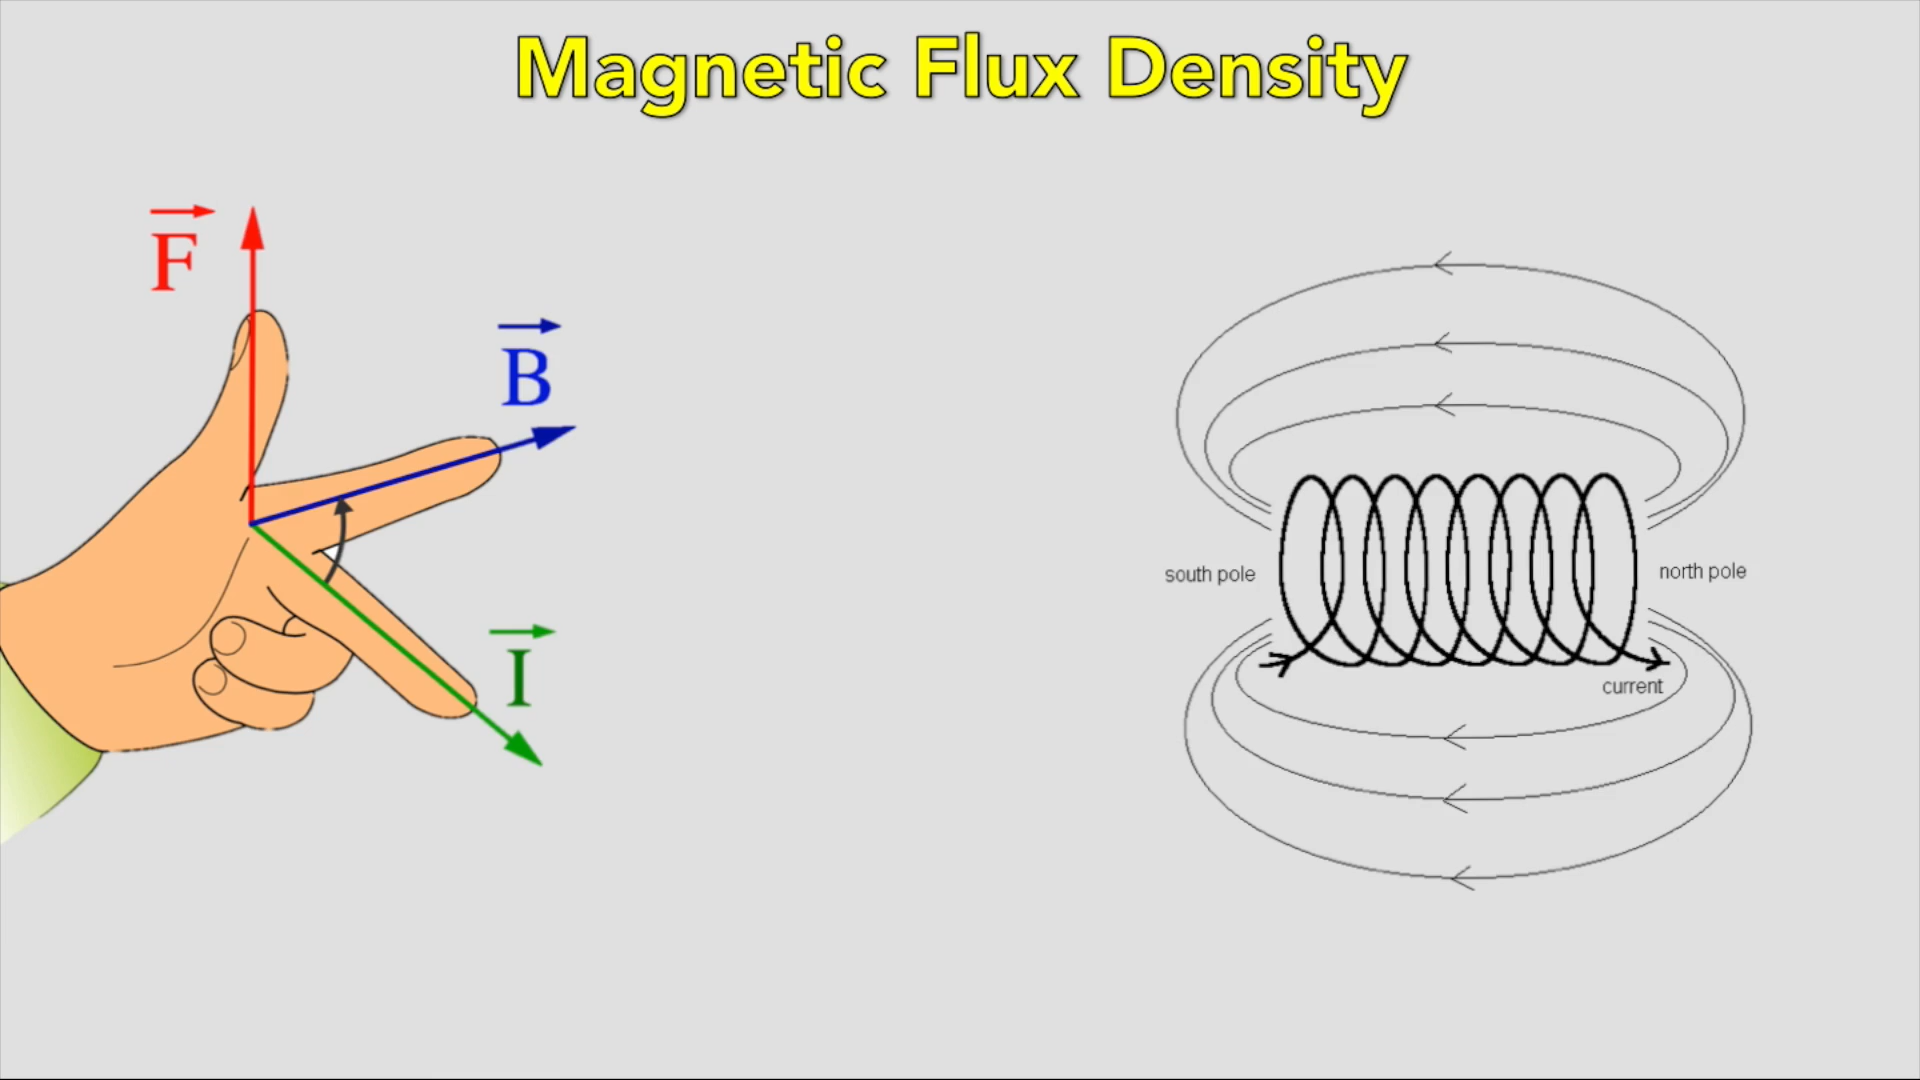 Magnetic Flux Density
F
B
I
south pole
north pole
current